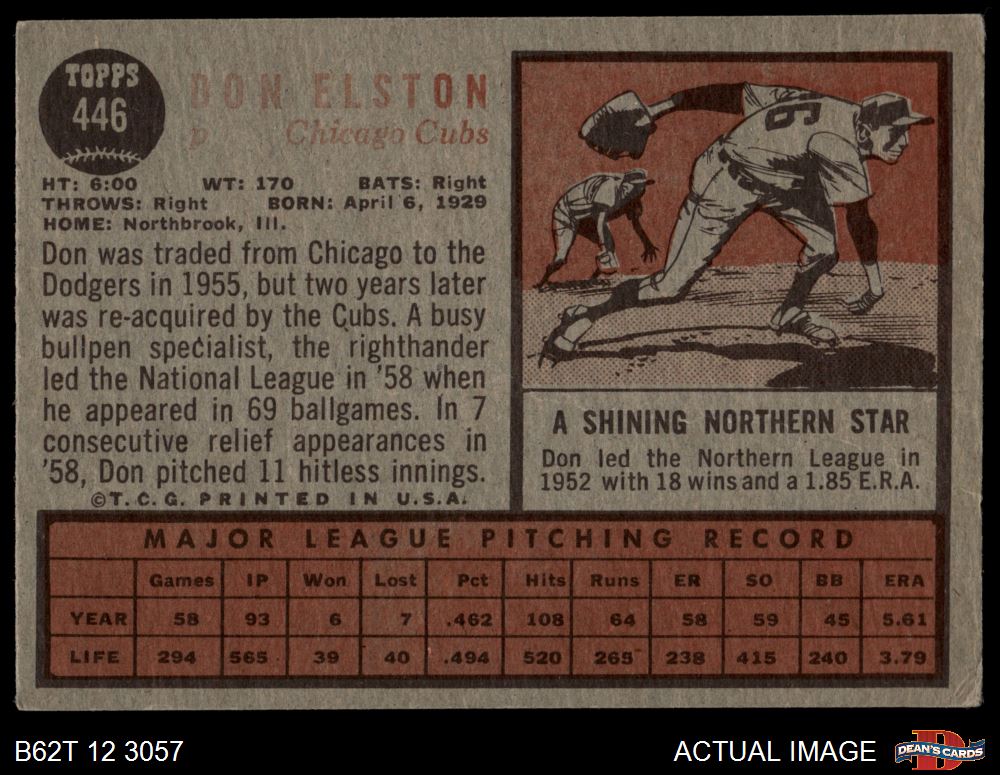 TOPPS
446
DON ELSTON
p Chicago Cubs
HT: 6:00 WT: 170 BATS: Right
THROWS: Right BORN: April 6, 1929
HOME: Northbrook, Ill.
Don was traded from Chicago to the
Dodgers in 1955, but two years later
was re-acquired by the Cubs. A busy
bullpen specialist, the righthander
led the National League in '58 when
he appeared in 69 ballgames. In 7
consecutive relief appearances in
'58, Don pitched 11 hitless innings.
©T.C.G. PRINTED IN U.S.A.
6
A SHINING NORTHERN STAR
Don led the Northern League in
1952 with 18 wins and a 1.85 E.R.A.
MAJOR LEAGUE PITCHING RECORD
Games IP Won Lost Pct Hits Runs ER SO BB ERA
YEAR 58 93 6 7 .462 108 64 58 59 45 5.61
LIFE 294 565 39 40 .494 520 265 238 415 240 3.79
B62T 12 3057
ACTUAL IMAGE
D
DEAN'S CARDS